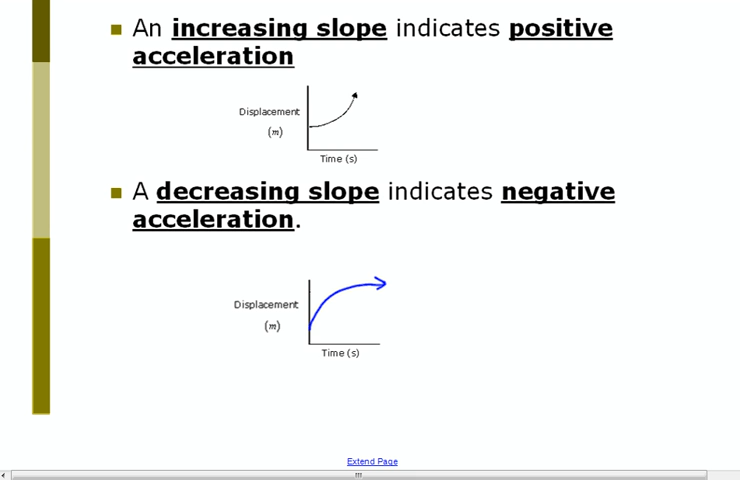 An increasing slope indicates positive
acceleration
Displacement
(m)
Time (s)
A decreasing slope indicates negative
acceleration.
Displacement
(m)
Time (s)
Extend Page